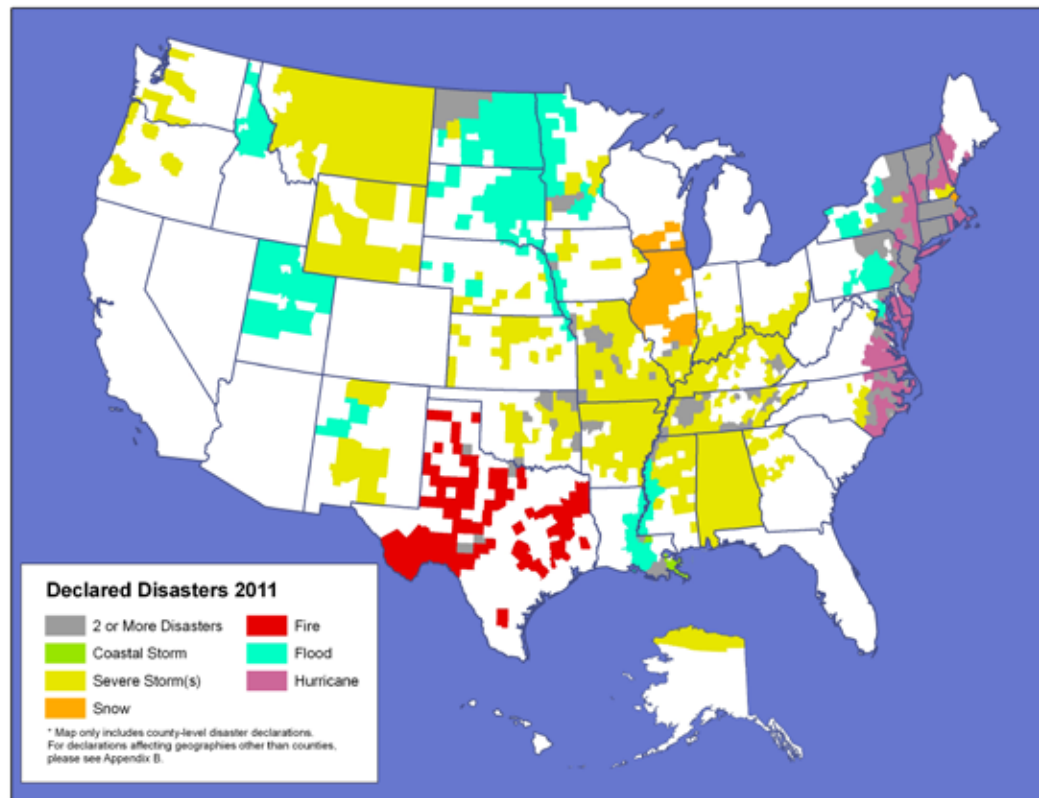 Declared Disasters 2011
2 or More Disasters
Coastal Storm
Severe Storm(s)
Snow
Fire
Flood
Hurricane
* Map only includes county-level disaster declarations.
For declarations affecting geographies other than counties,
please see Appendix B.